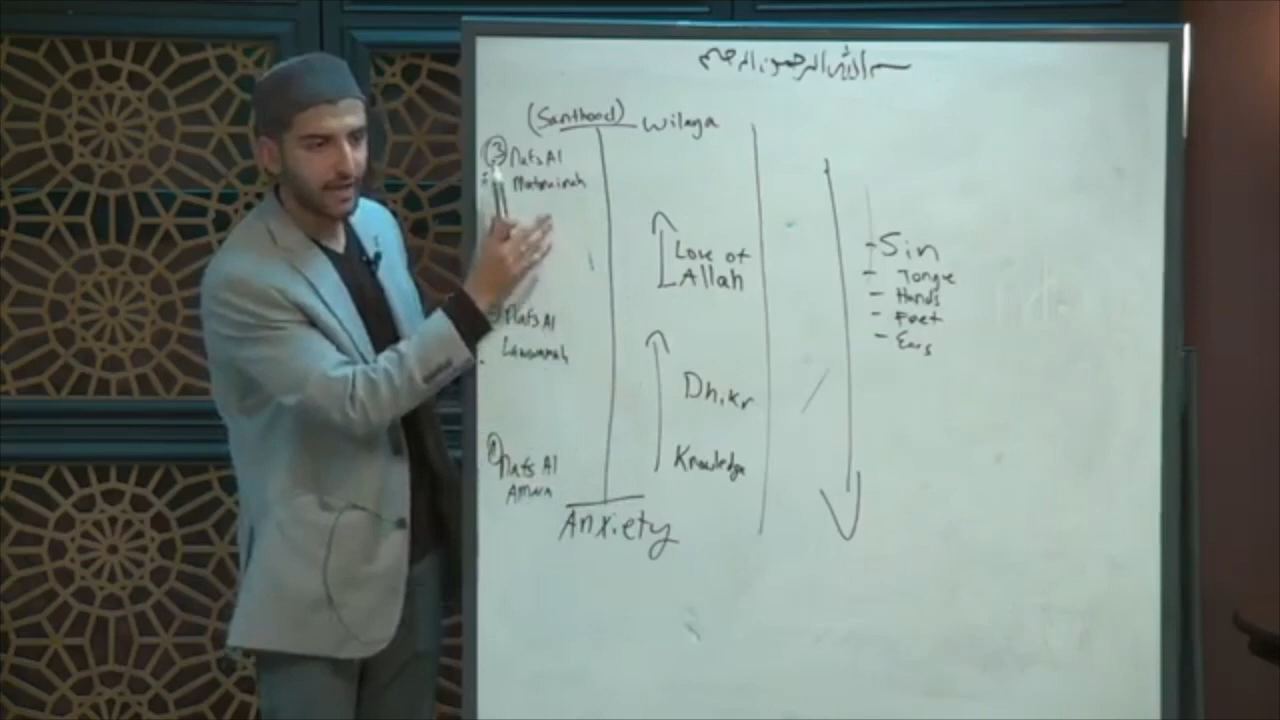 بسم الله الرحمن الرحيم
(Sainthood) Wilaya
③ Nafs Al
Matmainah
Nafs Al
Lawwamah
① Nafs Al
Amara
Anxiety
Love of
Allah
Dhikr
Knowledge
- Sin
- Tongue
- Hands
- Feet
- Ears